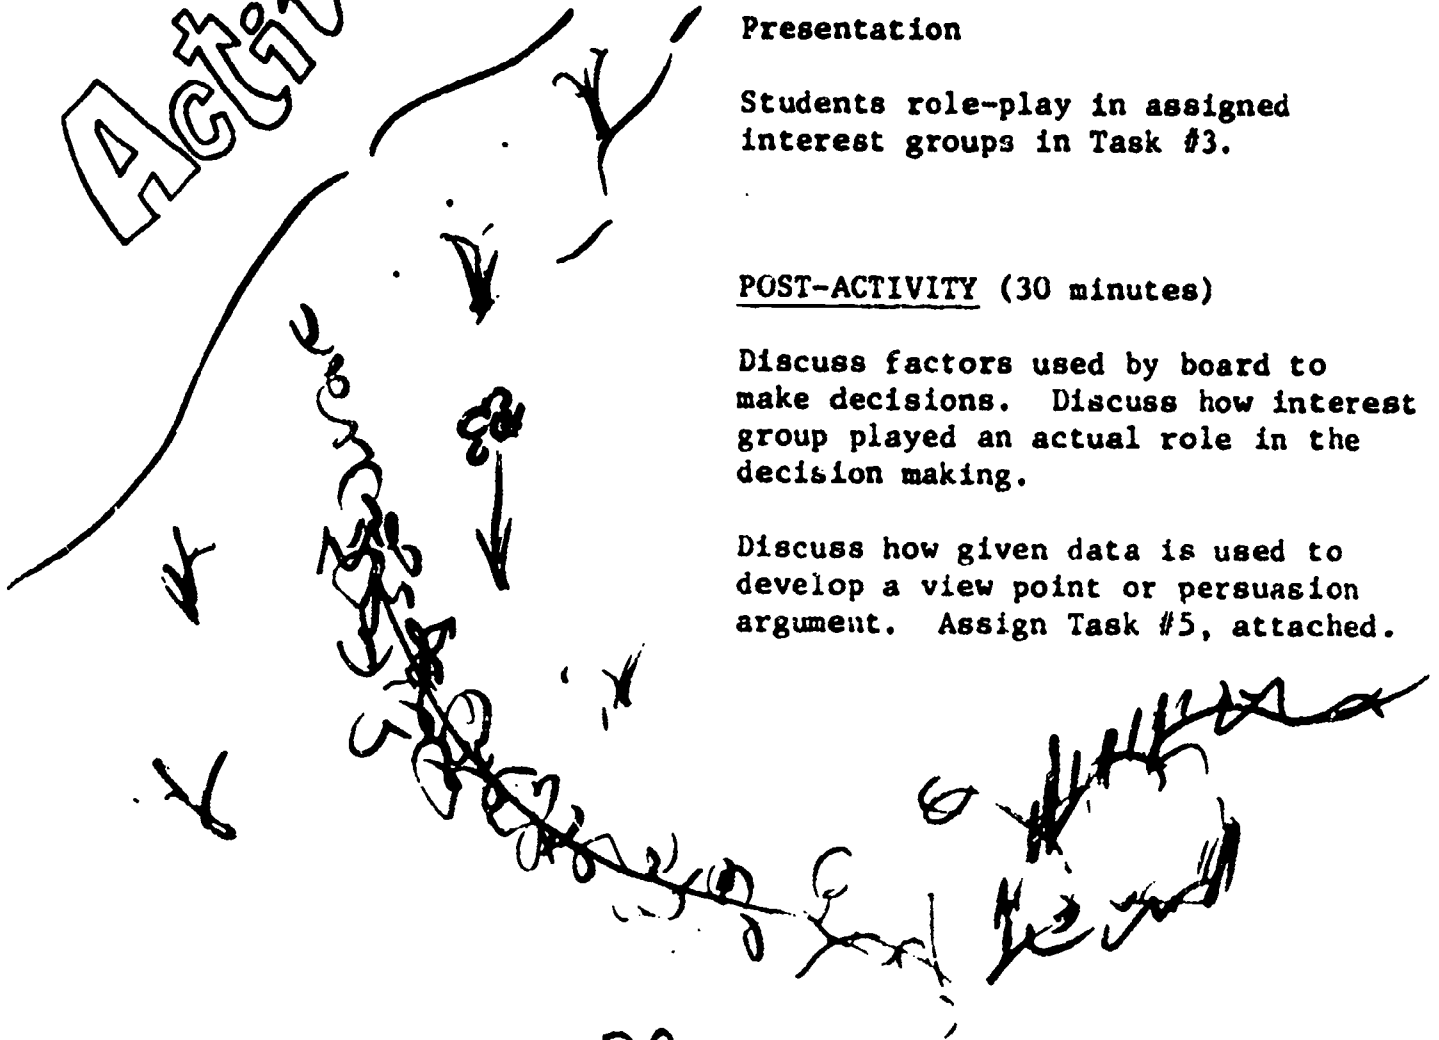 Activ
Presentation
Students role-play in assigned
interest groups in Task #3.
POST-ACTIVITY (30 minutes)
Discuss factors used by board to
make decisions.  Discuss how interest
group played an actual role in the
decision making.
Discuss how given data is used to
develop a view point or persuasion
argument.  Assign Task #5, attached.